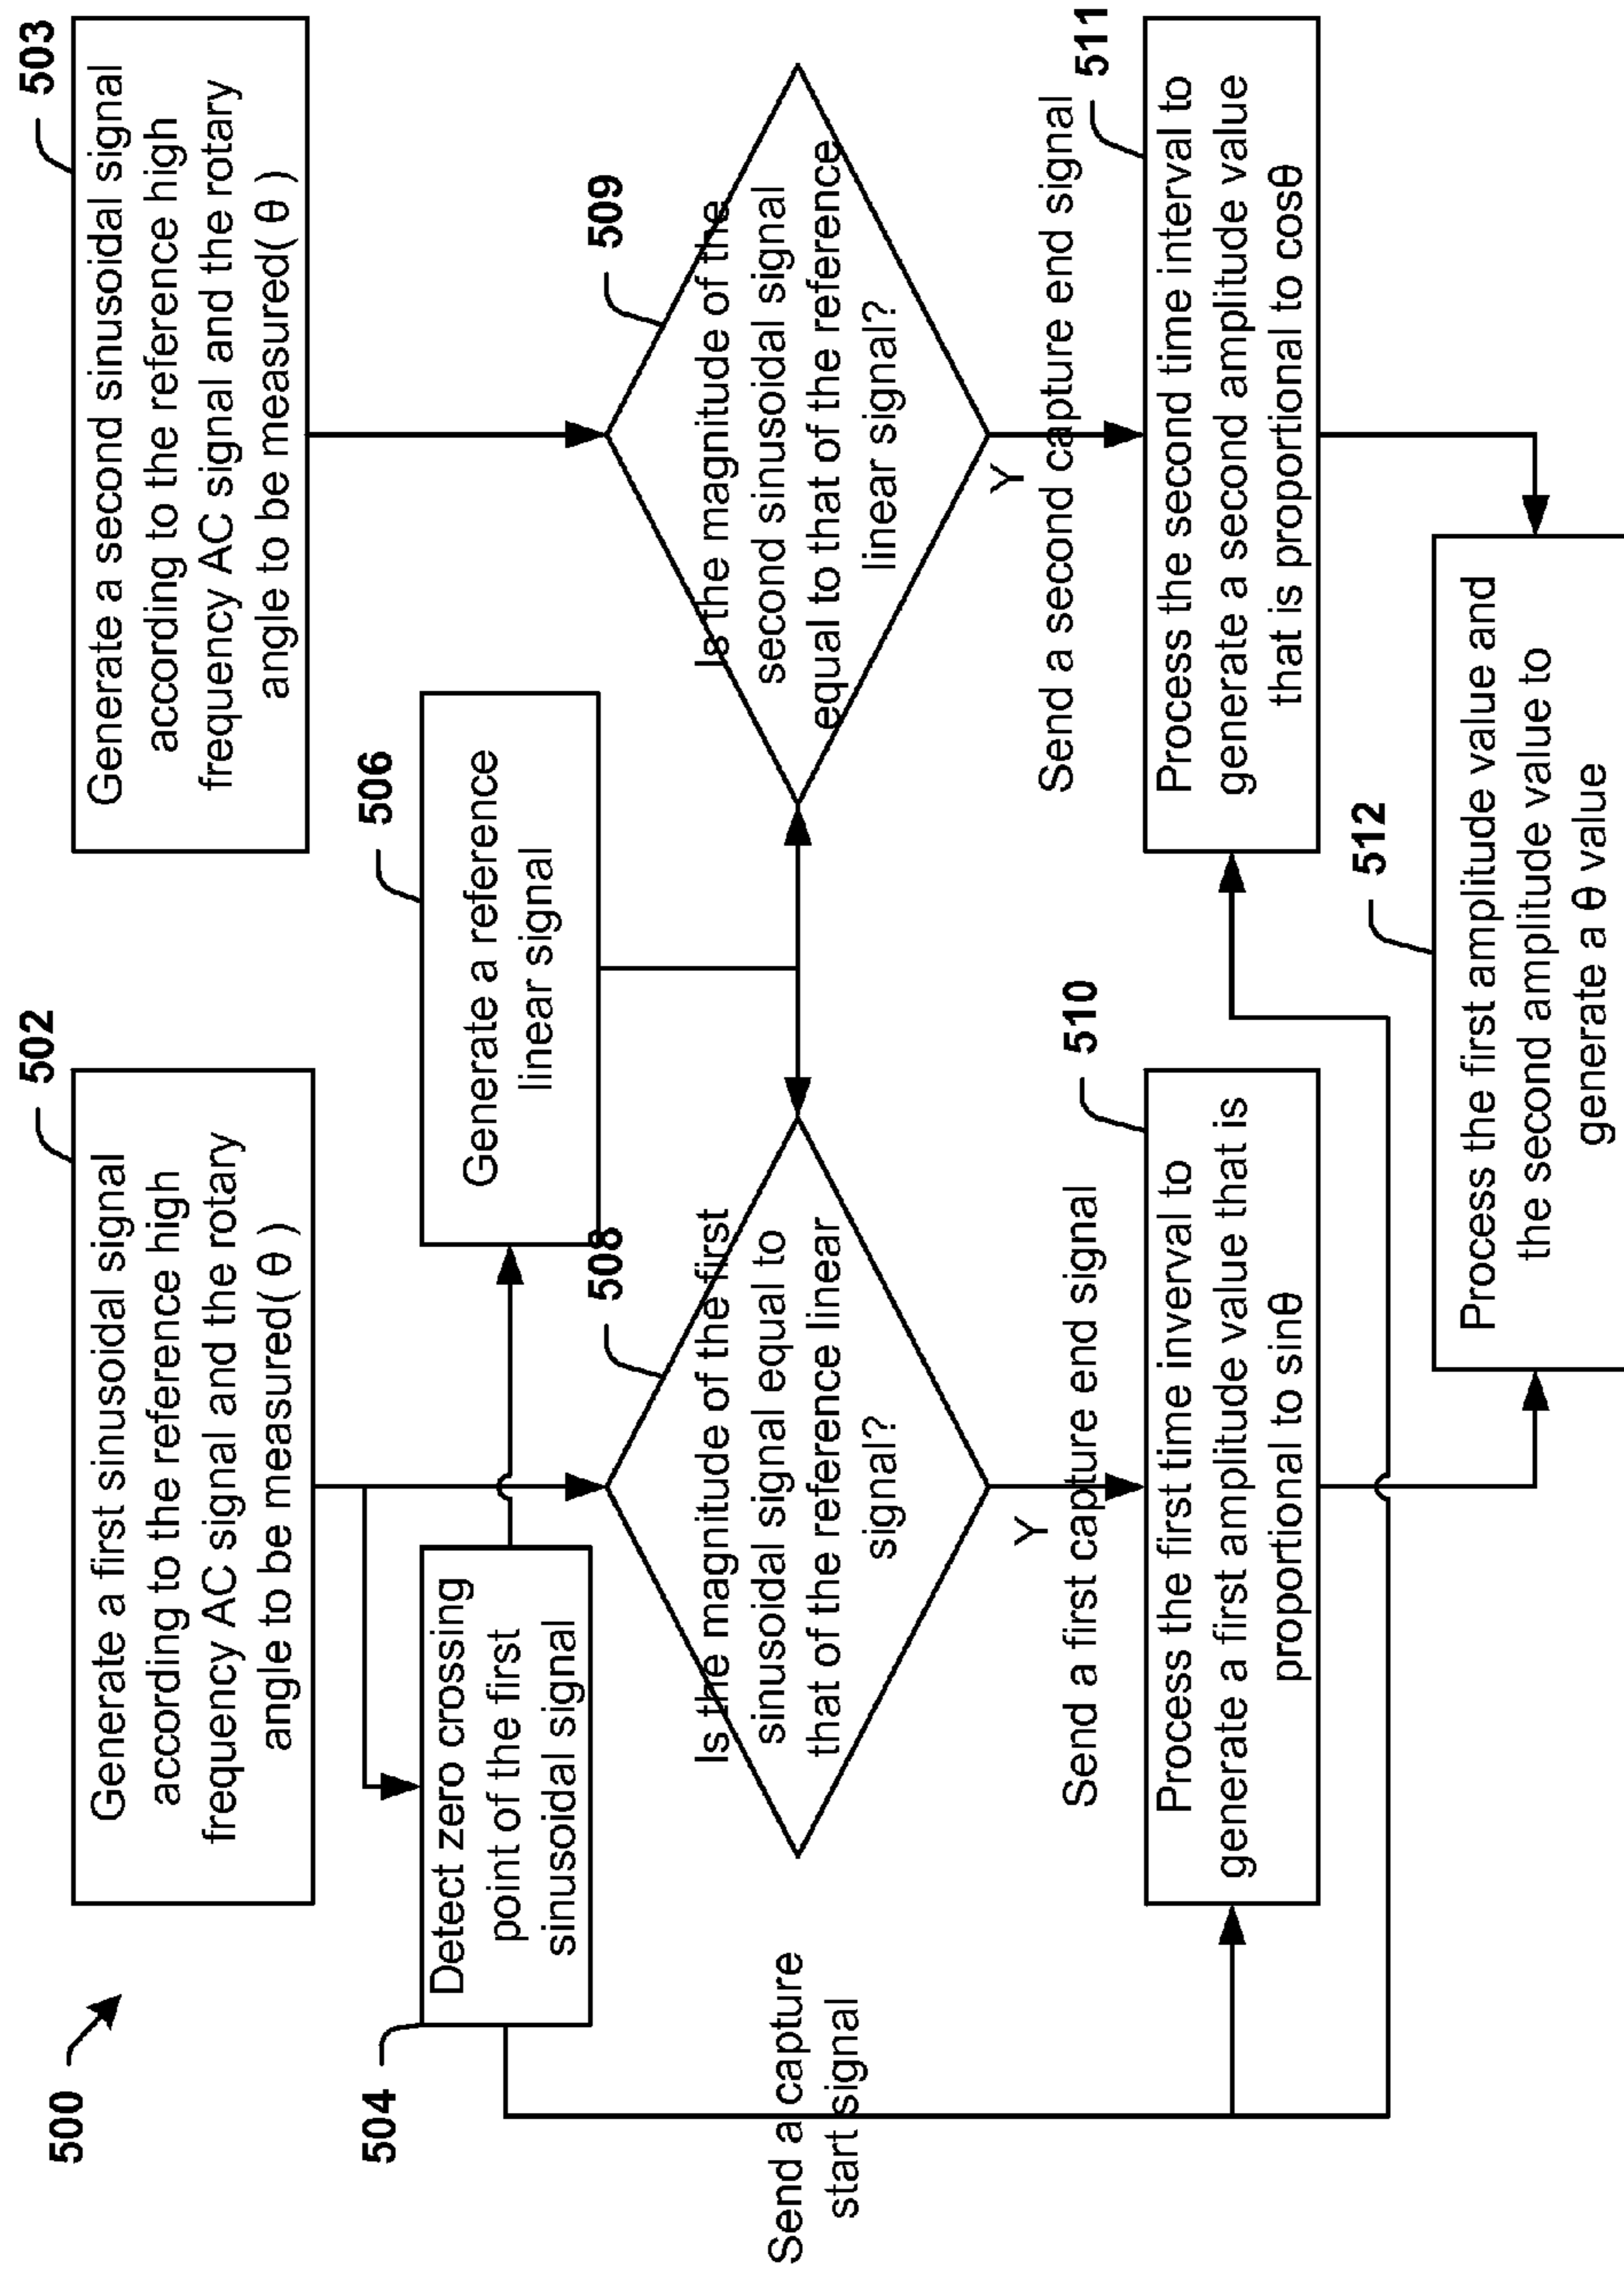 500
502
Generate a first sinusoidal signal
according to the reference high
frequency AC signal and the rotary
angle to be measured( θ )
503
Generate a second sinusoidal signal
according to the reference high
frequency AC signal and the rotary
angle to be measured( θ )
504
Detect zero crossing
point of the first
sinusoidal signal
506
Generate a reference
linear signal
508
Is the magnitude of the first
sinusoidal signal equal to
that of the reference linear
signal?
509
Is the magnitude of the
second sinusoidal signal
equal to that of the reference
linear signal?
Send a capture
start signal
Y
Send a first capture end signal
Y
Send a second capture end signal
510
Process the first time inverval to
generate a first amplitude value that is
proportional to sinθ
511
Process the second time interval to
generate a second amplitude value
that is proportional to cosθ
512
Process the first amplitude value and
the second amplitude value to
generate a θ value